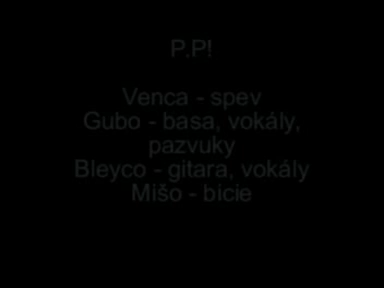 P.P!
Venca - spev
Gubo - basa, vokály,
pazvuky
Bleyco - gitara, vokály
Mišo - bicie